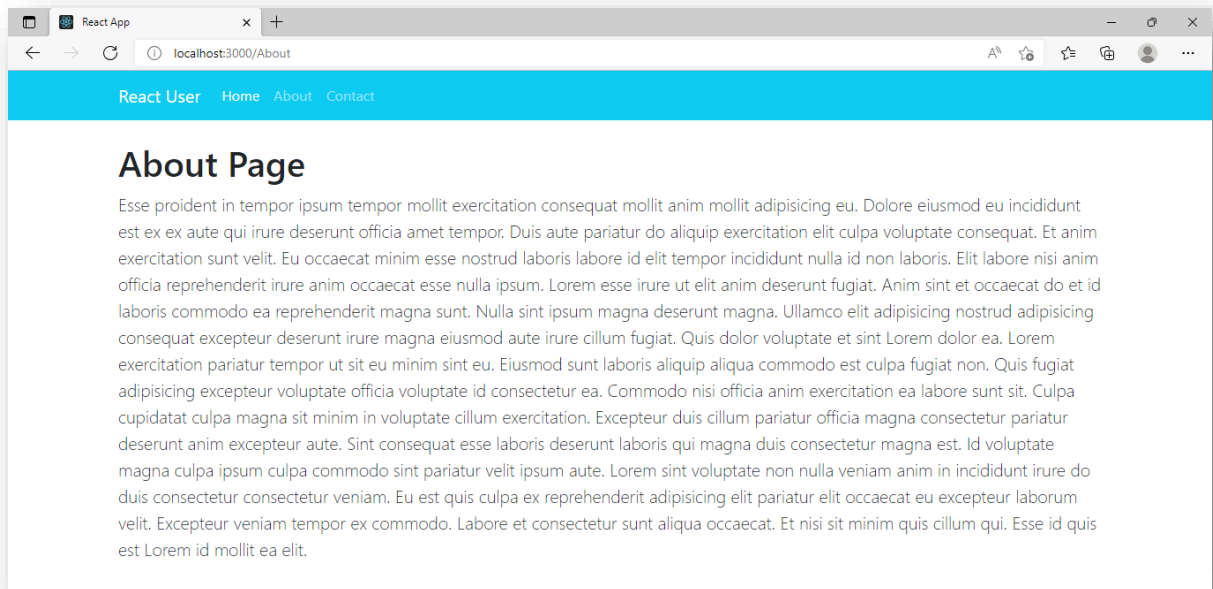 React App
localhost:3000/About
React User Home About Contact
About Page
Esse proident in tempor ipsum tempor mollit exercitation consequat mollit anim mollit adipisicing eu. Dolore eiusmod eu incididunt
est ex ex aute qui irure deserunt officia amet tempor. Duis aute pariatur do aliquip exercitation elit culpa voluptate consequat. Et anim
exercitation sunt velit. Eu occaecat minim esse nostrud laboris labore id elit tempor incididunt nulla id non laboris. Elit labore nisi anim
officia reprehenderit irure anim occaecat esse nulla ipsum. Lorem esse irure ut elit anim deserunt fugiat. Anim sint et occaecat do et id
laboris commodo ea reprehenderit magna sunt. Nulla sint ipsum magna deserunt magna. Ullamco elit adipisicing nostrud adipisicing
consequat excepteur deserunt irure magna eiusmod aute irure cillum fugiat. Quis dolor voluptate et sint Lorem dolor ea. Lorem
exercitation pariatur tempor ut sit eu minim sint eu. Eiusmod sunt laboris aliquip aliqua commodo est culpa fugiat non. Quis fugiat
adipisicing excepteur voluptate officia voluptate id consectetur ea. Commodo nisi officia anim exercitation ea labore sunt sit. Culpa
cupidatat culpa magna sit minim in voluptate cillum exercitation. Excepteur duis cillum pariatur officia magna consectetur pariatur
deserunt anim excepteur aute. Sint consequat esse laboris deserunt laboris qui magna duis consectetur magna est. Id voluptate
magna culpa ipsum culpa commodo sint pariatur velit ipsum aute. Lorem sint voluptate non nulla veniam anim in incididunt irure do
duis consectetur consectetur veniam. Eu est quis culpa ex reprehenderit adipisicing elit pariatur elit occaecat eu excepteur laborum
velit. Excepteur veniam tempor ex commodo. Labore et consectetur sunt aliqua occaecat. Et nisi sit minim quis cillum qui. Esse id quis
est Lorem id mollit ea elit.